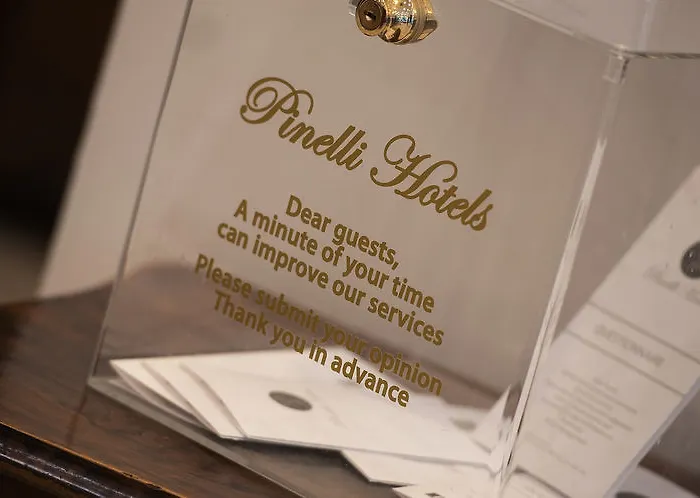 Pinelli Hotels
Dear guests,
A minute of your time
can improve our services
Please submit your opinion
Thank you in advance